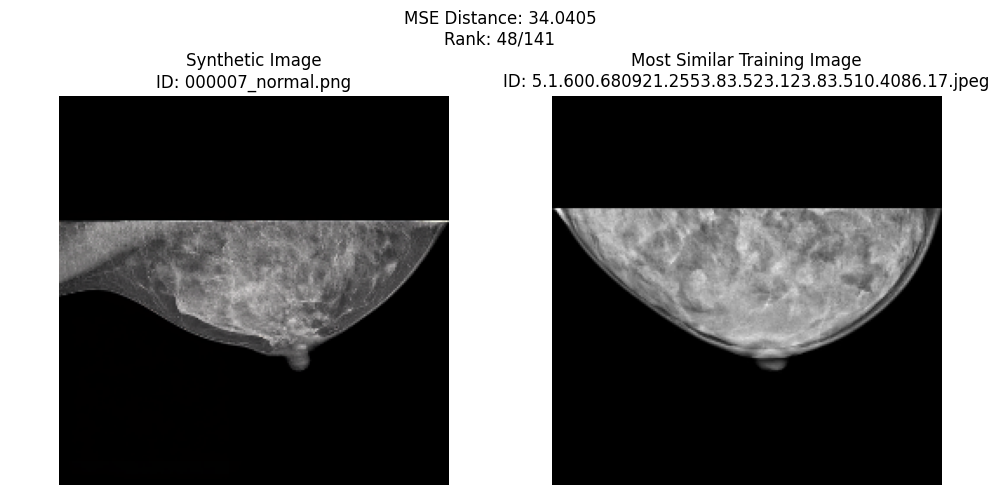 MSE Distance: 34.0405
Rank: 48/141
Synthetic Image
ID: 000007_normal.png
Most Similar Training Image
ID: 5.1.600.680921.2553.83.523.123.83.510.4086.17.jpeg